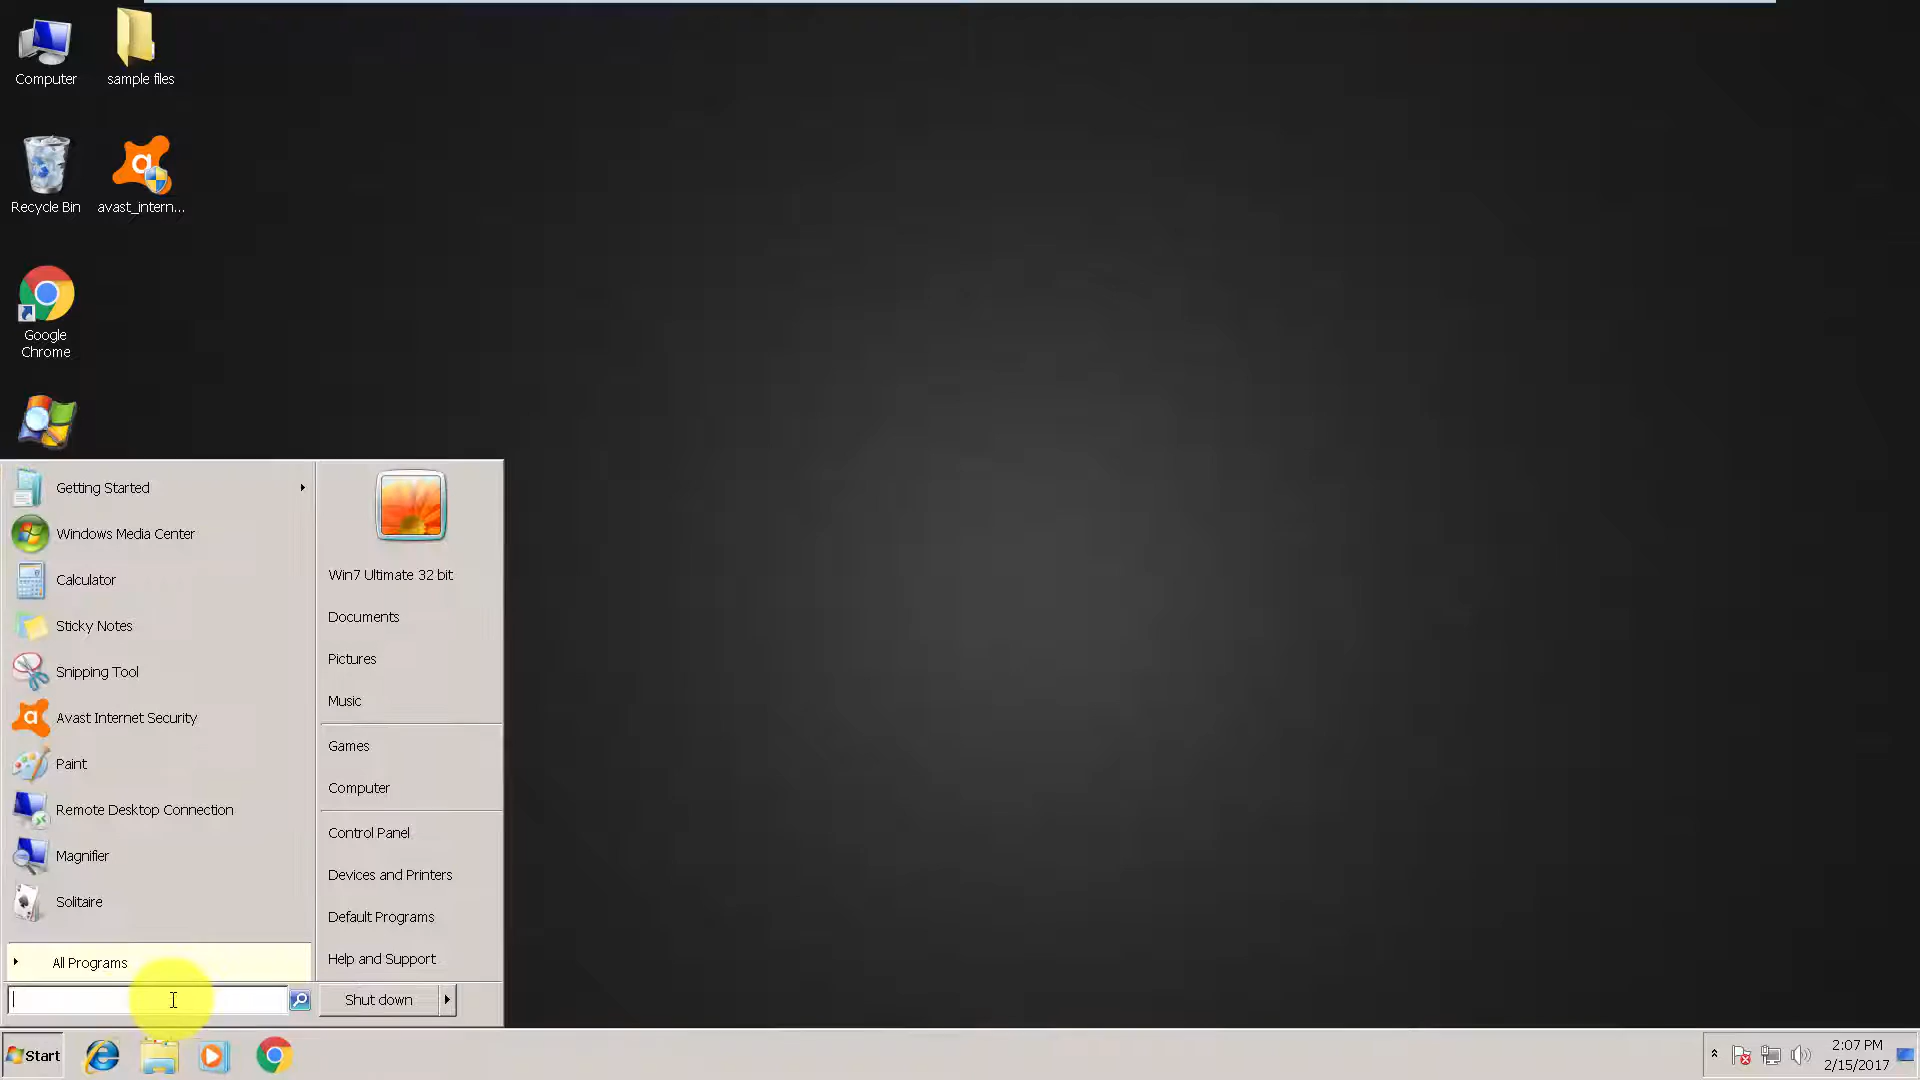 Computer
sample files
Recycle Bin
avast_intern...
Google
Chrome
Getting Started
Windows Media Center
Calculator
Sticky Notes
Snipping Tool
Avast Internet Security
Paint
Remote Desktop Connection
Magnifier
Solitaire
All Programs
Win7 Ultimate 32 bit
Documents
Pictures
Music
Games
Computer
Control Panel
Devices and Printers
Default Programs
Help and Support
Shut down
Start
2:07 PM
2/15/2017